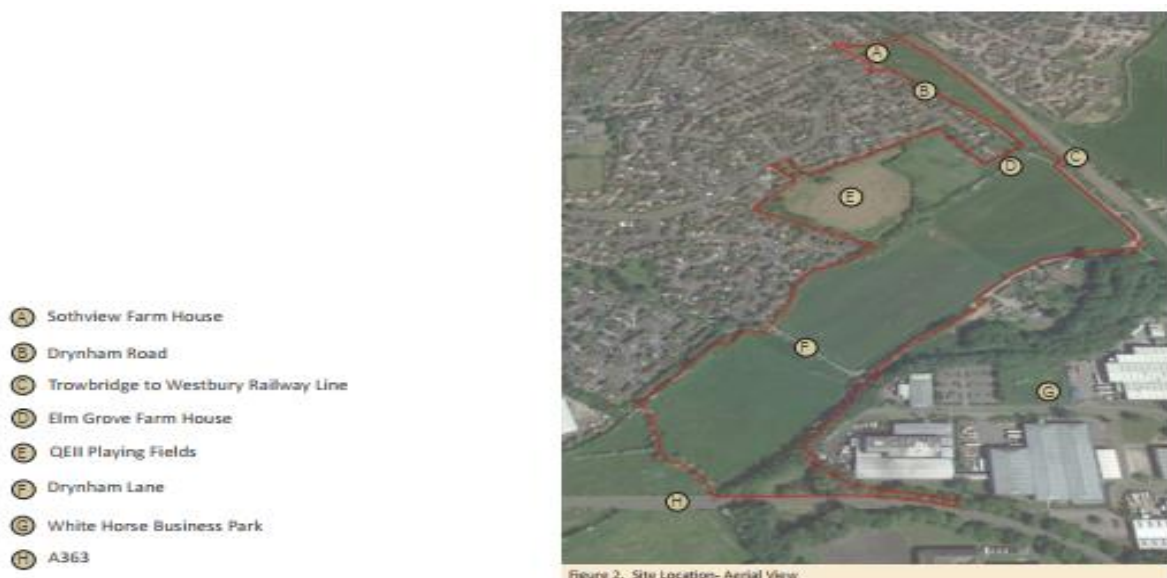 A Sothview Farm House
B Drynham Road
C Trowbridge to Westbury Railway Line
D Elm Grove Farm House
E QEII Playing Fields
F Drynham Lane
G White Horse Business Park
H A363
A
B
C
D
E
F
G
H
Figure 2. Site Location- Aerial View